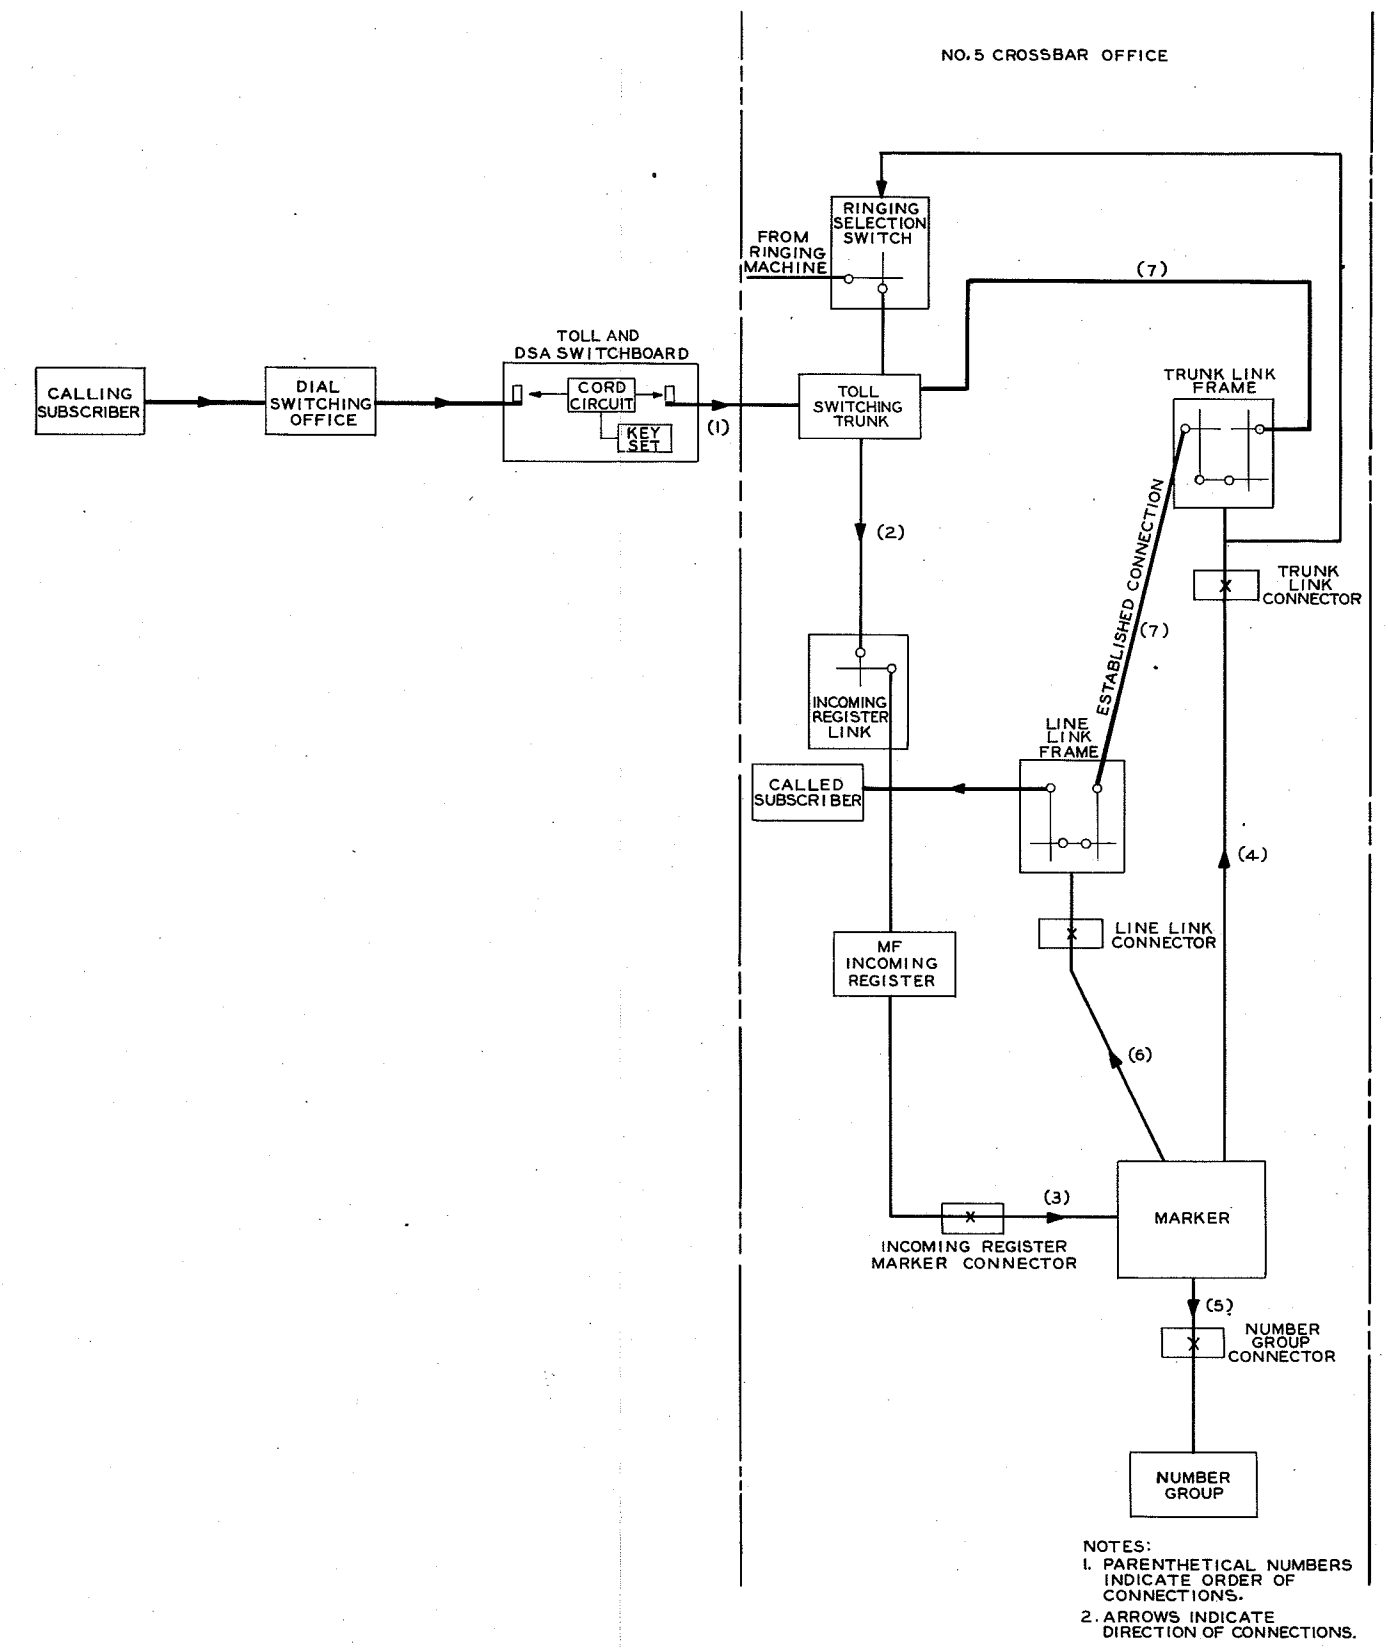 NO.5 CROSSBAR OFFICE
RINGING
SELECTION
SWITCH
FROM
RINGING
MACHINE
(7)
TOLL AND
DSA SWITCHBOARD
CALLING
SUBSCRIBER
DIAL
SWITCHING
OFFICE
CORD
CIRCUIT
KEY
SET
(1)
TOLL
SWITCHING
TRUNK
TRUNK LINK
FRAME
(2)
ESTABLISHED CONNECTION
(7)
TRUNK
LINK
CONNECTOR
INCOMING
REGISTER
LINK
LINE
LINK
FRAME
CALLED
SUBSCRIBER
(4)
LINE LINK
CONNECTOR
MF
INCOMING
REGISTER
(6)
(3)
MARKER
INCOMING REGISTER
MARKER CONNECTOR
(5)
NUMBER
GROUP
CONNECTOR
NUMBER
GROUP
NOTES:
1. PARENTHETICAL NUMBERS
INDICATE ORDER OF
CONNECTIONS.
2. ARROWS INDICATE
DIRECTION OF CONNECTIONS.